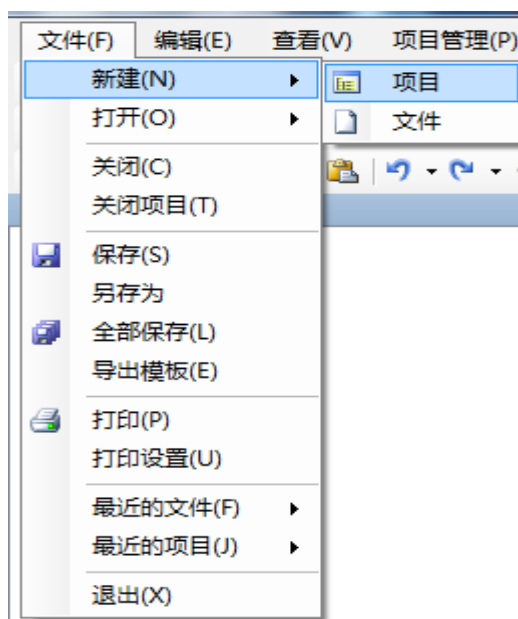 文件(F) 编辑(E) 查看(V) 项目管理(P)
新建(N) 项目
打开(O) 文件
关闭(C)
关闭项目(T)
保存(S)
另存为
全部保存(L)
导出模板(E)
打印(P)
打印设置(U)
最近的文件(F)
最近的项目(J)
退出(X)